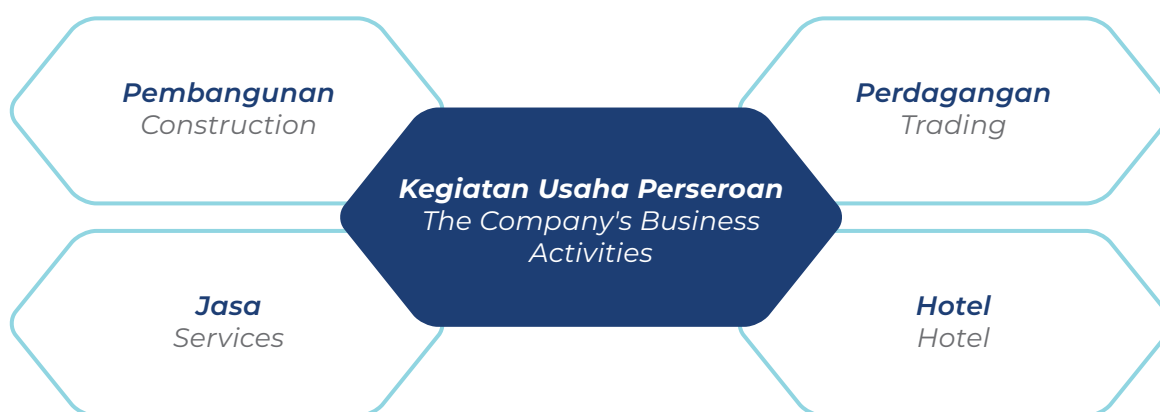 Pembangunan
Construction
Perdagangan
Trading
Kegiatan Usaha Perseroan
The Company's Business
Activities
Jasa
Services
Hotel
Hotel